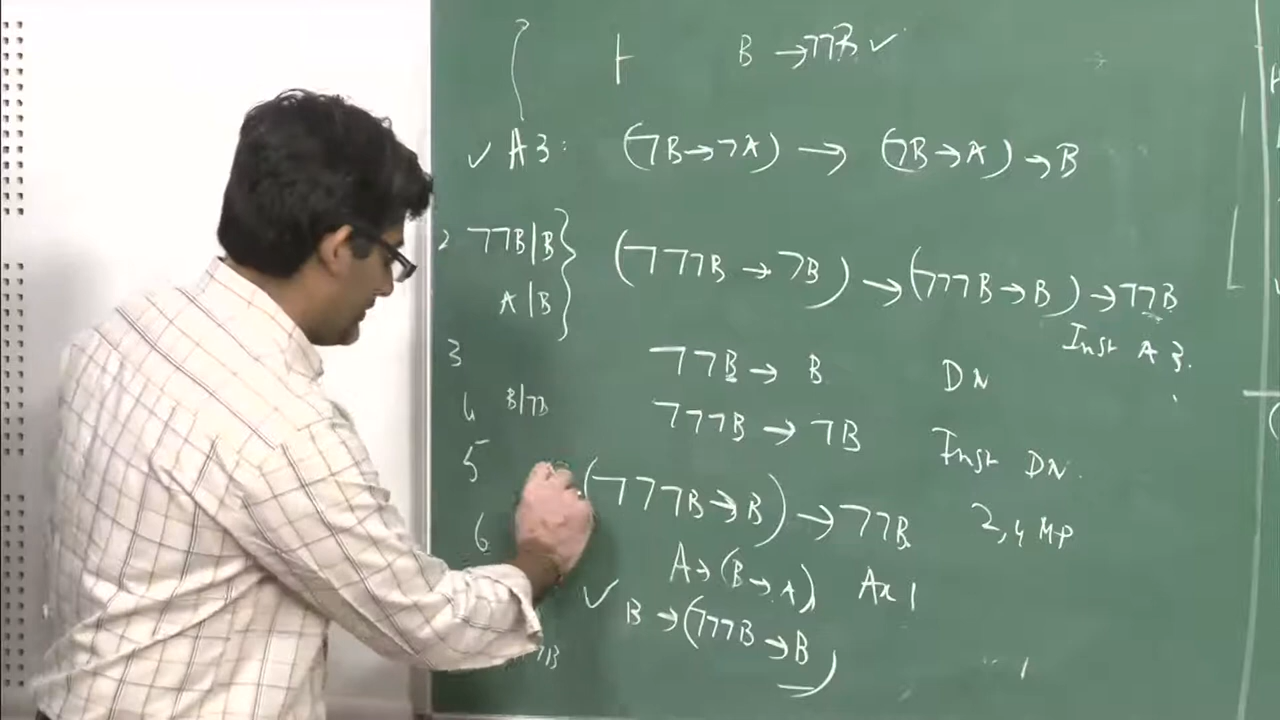 ⊢ B → ¬¬B ✓
✓ A3: (¬B → ¬A) → (¬B → A) → B
2 ¬¬B|B (¬¬¬B → ¬B) → (¬¬¬B → B) → ¬¬B
A|B Inst A3.
3 ¬¬B → B DN
4 B/¬B ¬¬¬B → ¬B Inst DN.
5 (¬¬¬B → B) → ¬¬B 2,4 MP
6 A → (B → A) Ax 1
✓ B → (¬¬¬B → B)